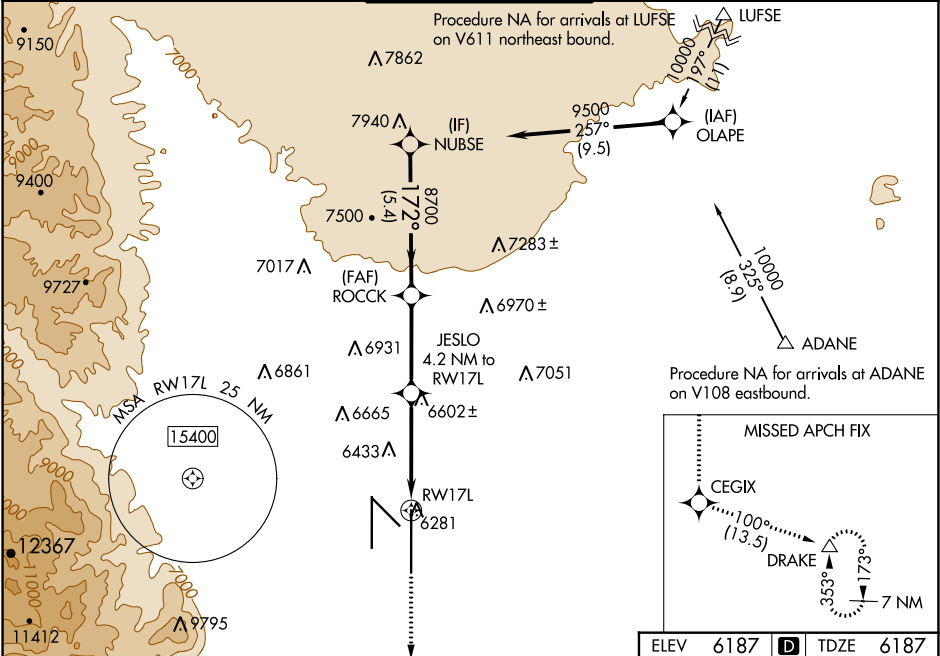 Procedure NA for arrivals at LUFSE
on V611 northeast bound.
LUFSE
9150
7000
7862
10000
197°
(11)
7940
(IF)
NUBSE
9500
257°
(9.5)
(IAF)
OLAPE
9000
9400
8700
172°
(5.4)
7500
7283 ±
7017
(FAF)
ROCCK
9727
6970 ±
10000
325°
(8.9)
6931
JESLO
4.2 NM to
RW17L
ADANE
6861
7051
Procedure NA for arrivals at ADANE
on V108 eastbound.
MSA RW17L 25 NM
15400
6665
6602 ±
6433
MISSED APCH FIX
9000
RW17L
6281
CEGIX
100°
(13.5)
DRAKE
353°
173°
7 NM
12367
7000
11000
9795
11412
ELEV 6187 D TDZE 6187